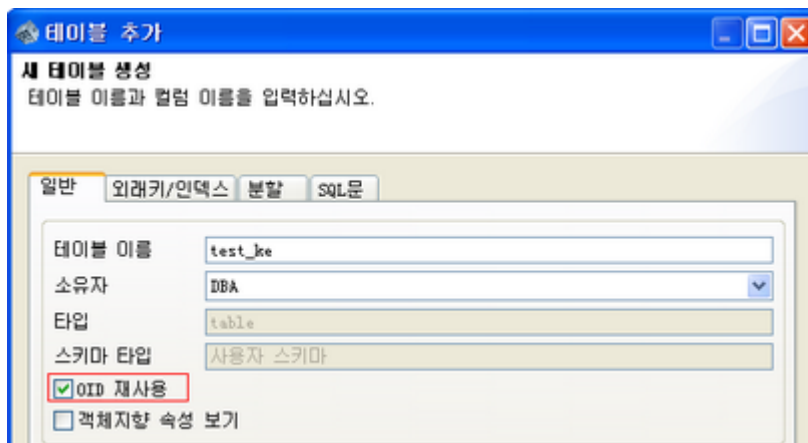 테이블 추가
새 테이블 생성
테이블 이름과 컬럼 이름을 입력하십시오.
일반 외래키/인덱스 분할 SQL문
테이블 이름 test_ke
소유자 DBA
타입 table
스키마 타입 사용자 스키마
OID 재사용
객체지향 속성 보기